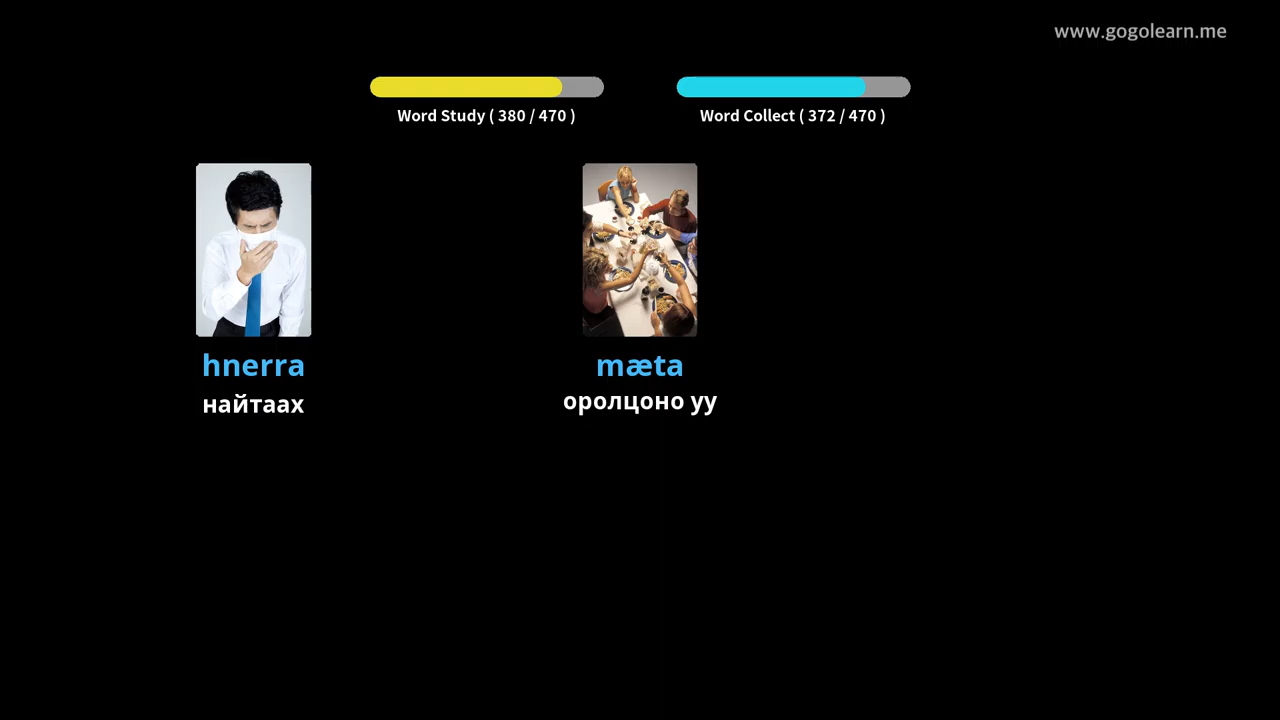 www.gogolearn.me
Word Study ( 380 / 470 )
Word Collect ( 372 / 470 )
hnerra
найтаах
mæta
оролцоно уу